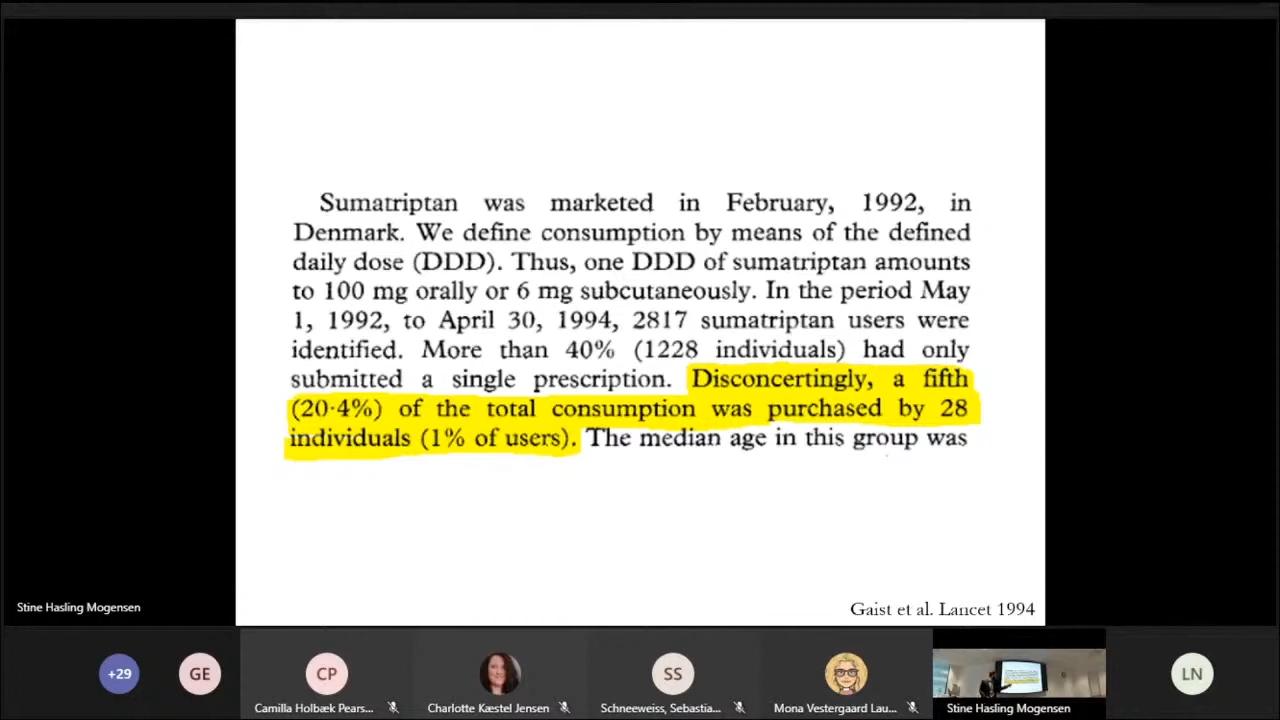 Sumatriptan was marketed in February, 1992, in
Denmark. We define consumption by means of the defined
daily dose (DDD). Thus, one DDD of sumatriptan amounts
to 100 mg orally or 6 mg subcutaneously. In the period May
1, 1992, to April 30, 1994, 2817 sumatriptan users were
identified. More than 40% (1228 individuals) had only
submitted a single prescription. Disconcertingly, a fifth
(20·4%) of the total consumption was purchased by 28
individuals (1% of users). The median age in this group was
Gaist et al. Lancet 1994
Stine Hasling Mogensen
+29
GE
CP
SS
LN
Camilla Holbæk Pears...
Charlotte Kæstel Jensen
Schneeweiss, Sebastia...
Mona Vestergaard Lau...
Stine Hasling Mogensen